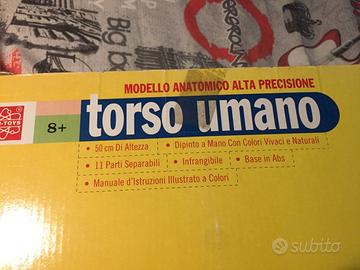 MODELLO ANATOMICO ALTA PRECISIONE
8+
torso umano
• 50 cm Di Altezza • Dipinto a Mano Con Colori Vivaci e Naturali
• 11 Parti Separabili • Infrangibile • Base in Abs
• Manuale d'Istruzioni Illustrato a Colori
subito